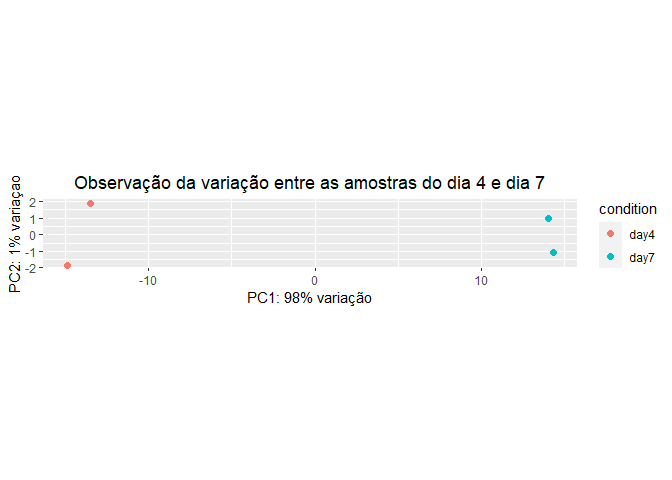 Observação da variação entre as amostras do dia 4 e dia 7
PC2: 1% variaçao
2
1
0
-1
-2
-10
0
10
PC1: 98% variação
condition
day4
day7